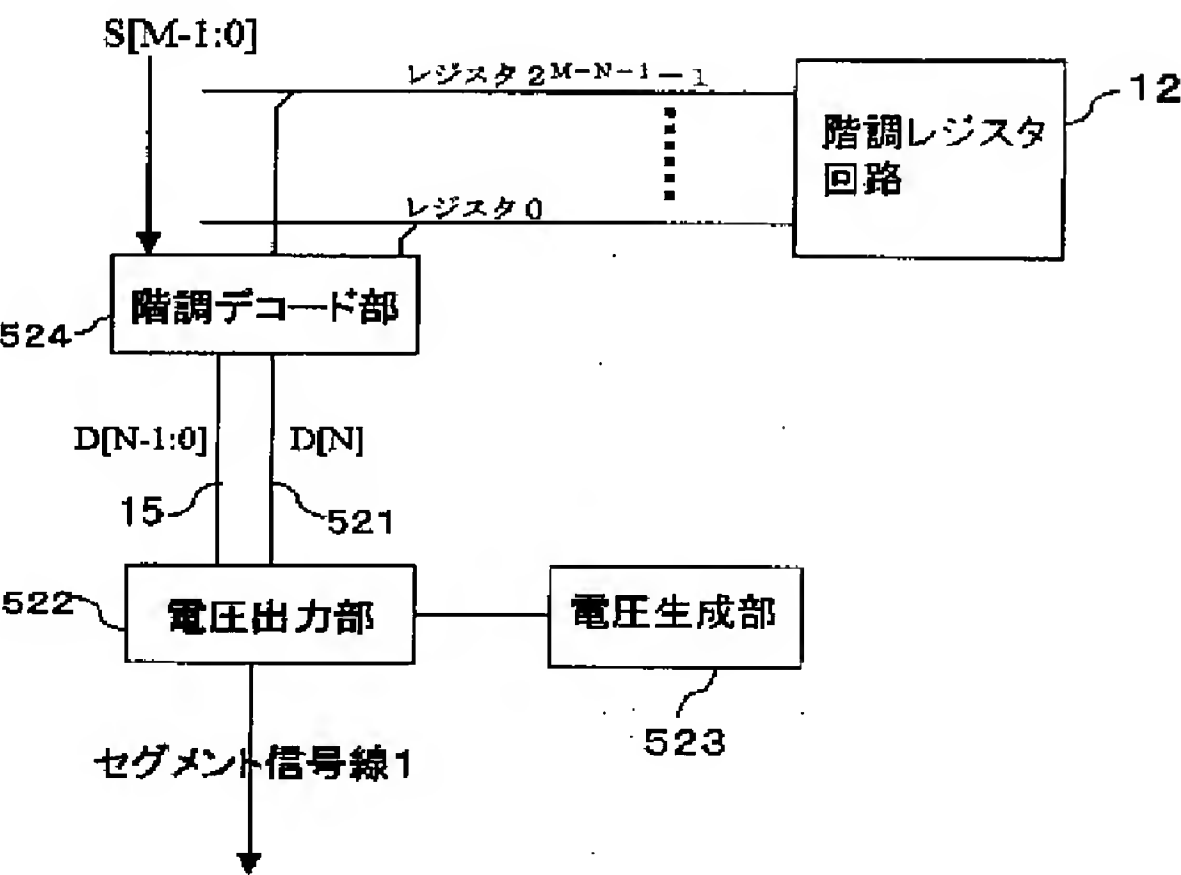 S[M-1:0]
レジスタ 2^{M-N-1}-1
12
階調レジスタ
回路
レジスタ 0
階調デコード部
524
D[N-1:0]
D[N]
15
521
522
電圧出力部
電圧生成部
523
セグメント信号線1